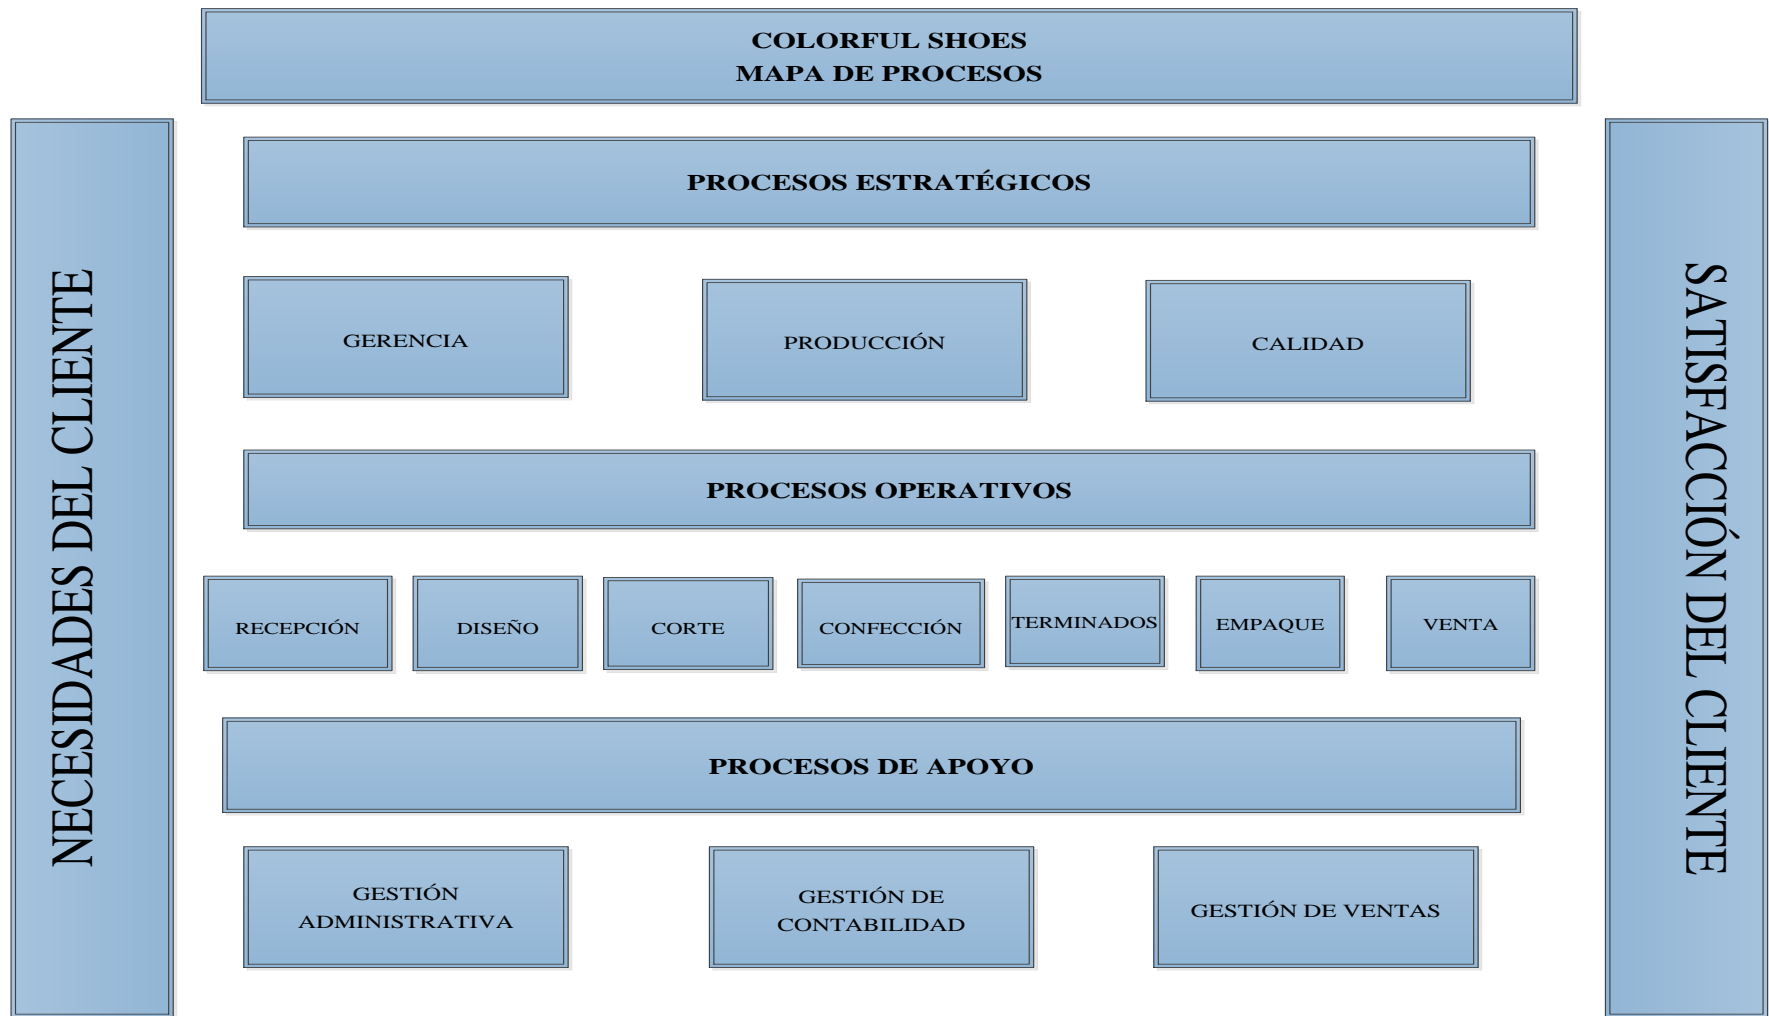 COLORFUL SHOES
MAPA DE PROCESOS
NECESIDADES DEL CLIENTE
PROCESOS ESTRATÉGICOS
GERENCIA
PRODUCCIÓN
CALIDAD
PROCESOS OPERATIVOS
RECEPCIÓN
DISEÑO
CORTE
CONFECCIÓN
TERMINADOS
EMPAQUE
VENTA
PROCESOS DE APOYO
GESTIÓN
ADMINISTRATIVA
GESTIÓN DE
CONTABILIDAD
GESTIÓN DE VENTAS
SATISFACCIÓN DEL CLIENTE